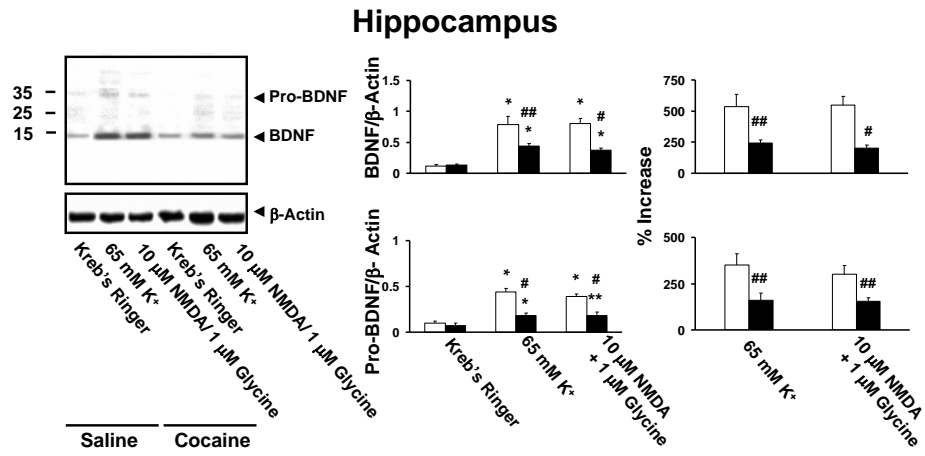 Hippocampus
35
25
15
Pro-BDNF
BDNF
β-Actin
Kreb's Ringer
65 mM K⁺
10 μM NMDA/ 1 μM Glycine
Kreb's Ringer
65 mM K⁺
10 μM NMDA/ 1 μM Glycine
Saline
Cocaine
BDNF/β-Actin
1.5
1
0.5
0
*
##
*
*
#
*
Pro-BDNF/β- Actin
1
0.5
0
*
#
*
*
#
**
Kreb's Ringer
65 mM K⁺
10 μM NMDA
+ 1 μM Glycine
% Increase
750
500
250
0
##
#
500
250
0
##
##
65 mM K⁺
10 μM NMDA
+ 1 μM Glycine